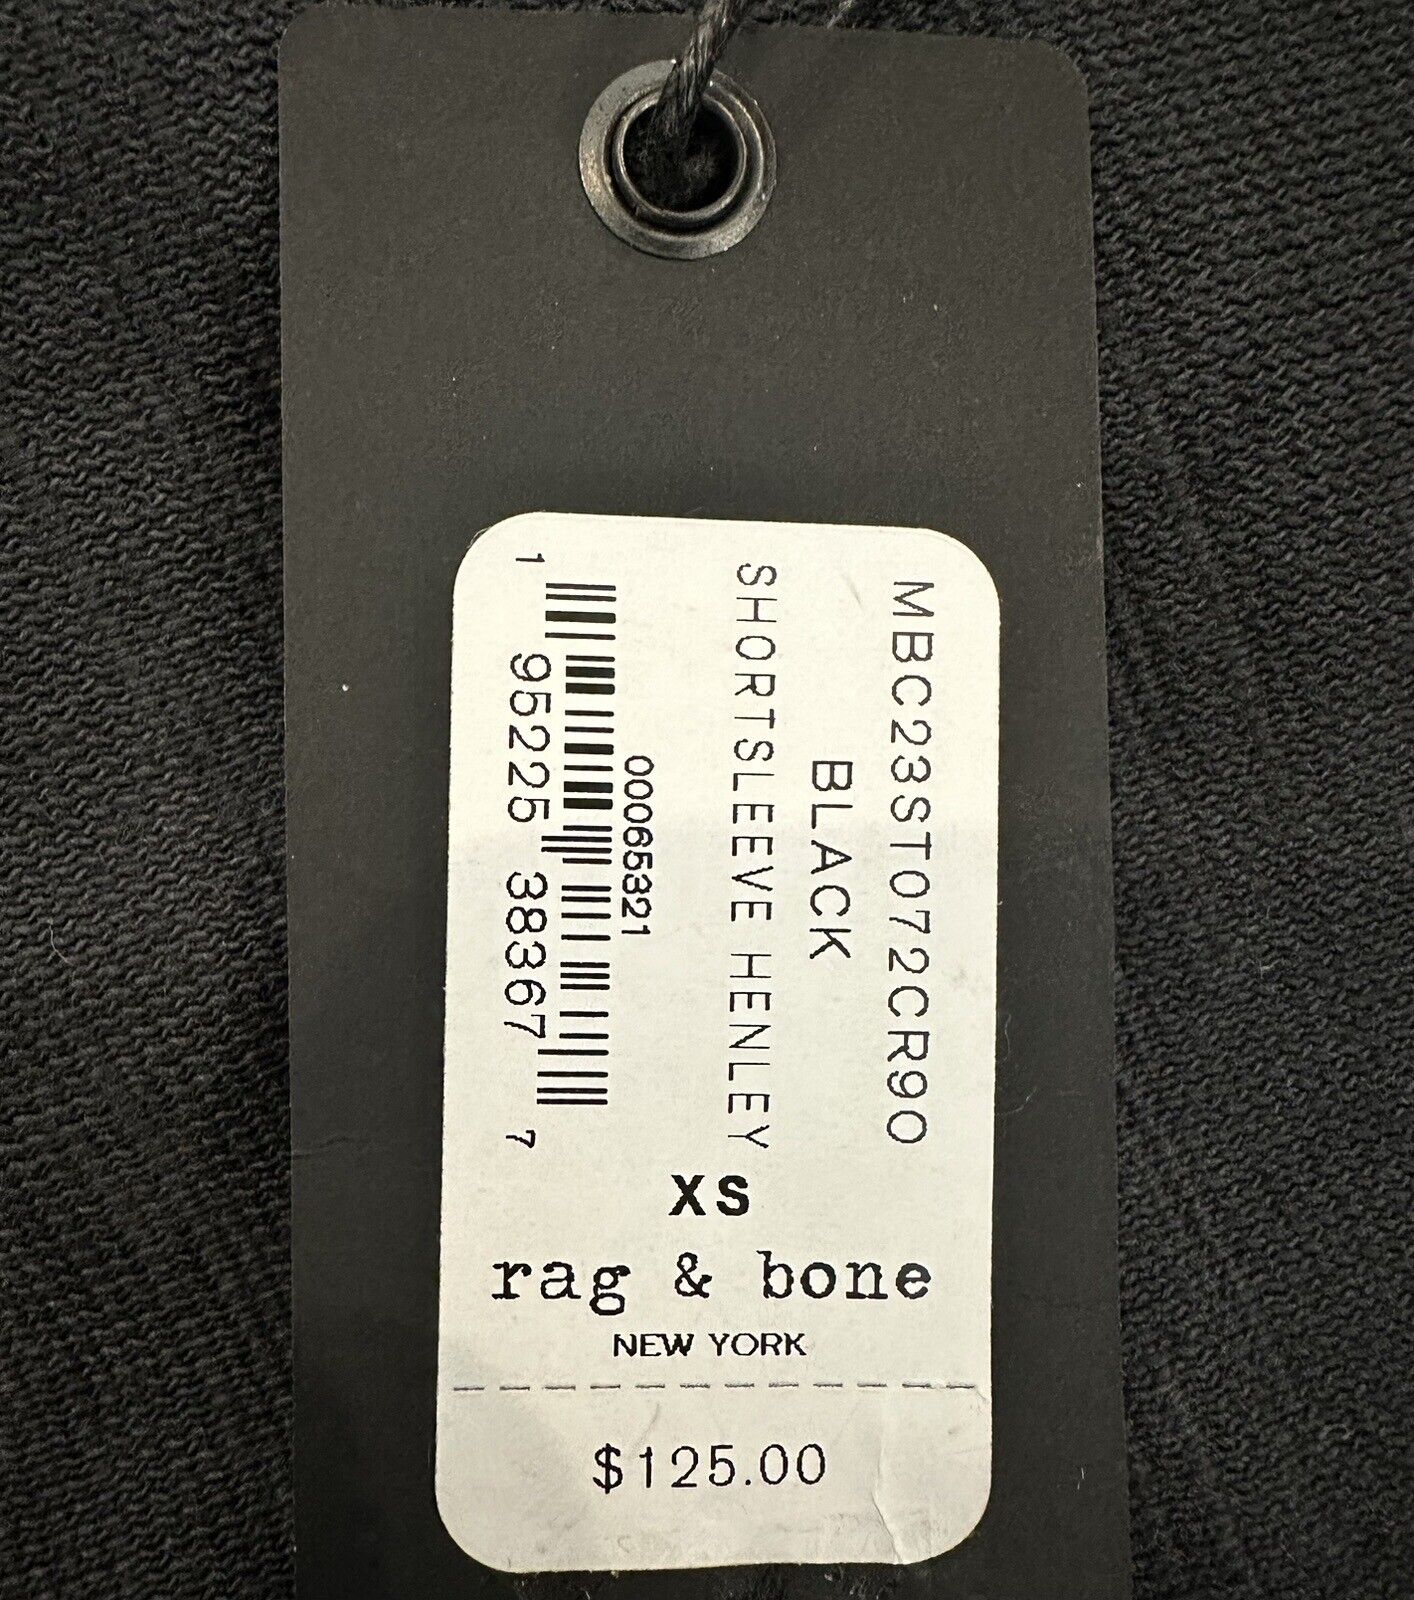 MBC23ST072CR90
BLACK
SHORTSLEEVE HENLEY
00065321
1 95225 38367 7
XS
rag & bone
NEW YORK
$125.00